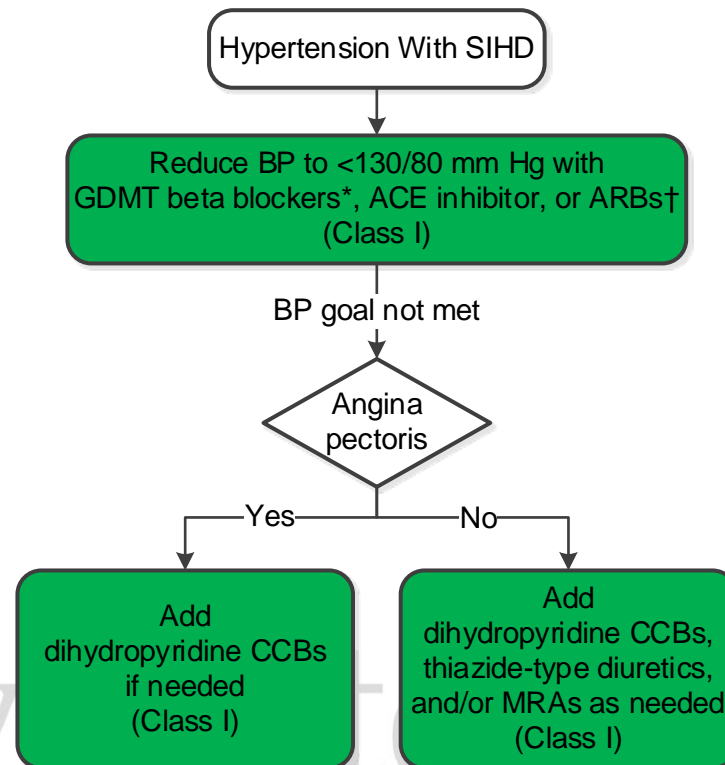 Hypertension With SIHD
Reduce BP to <130/80 mm Hg with
GDMT beta blockers*, ACE inhibitor, or ARBs†
(Class I)
BP goal not met
Angina
pectoris
Yes
No
Add
dihydropyridine CCBs
if needed
(Class I)
Add
dihydropyridine CCBs,
thiazide-type diuretics,
and/or MRAs as needed
(Class I)